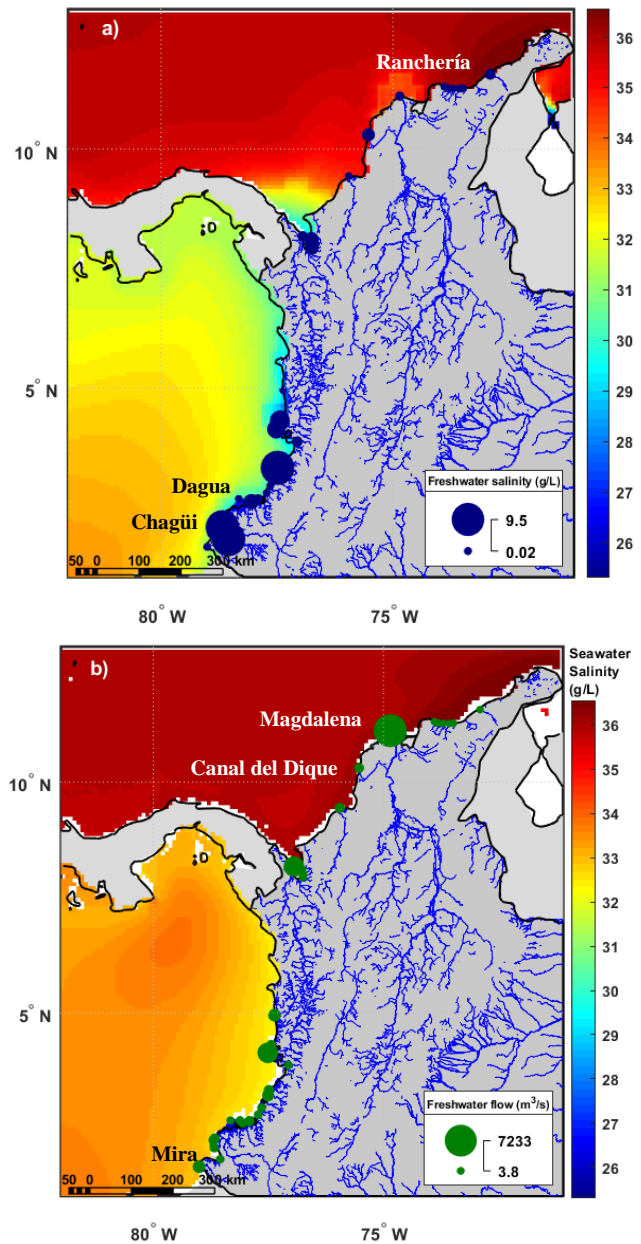 a)
Ranchería
10° N
5° N
Dagua
Chagüi
Freshwater salinity (g/L)
9.5
0.02
50 0 100 200 300 km
80° W 75° W
36
35
34
33
32
31
30
29
28
27
26
b)
Seawater
Salinity
(g/L)
Magdalena
Canal del Dique
10° N
5° N
Mira
Freshwater flow (m³/s)
7233
3.8
50 0 100 200 300 km
80° W 75° W
36
35
34
33
32
31
30
29
28
27
26